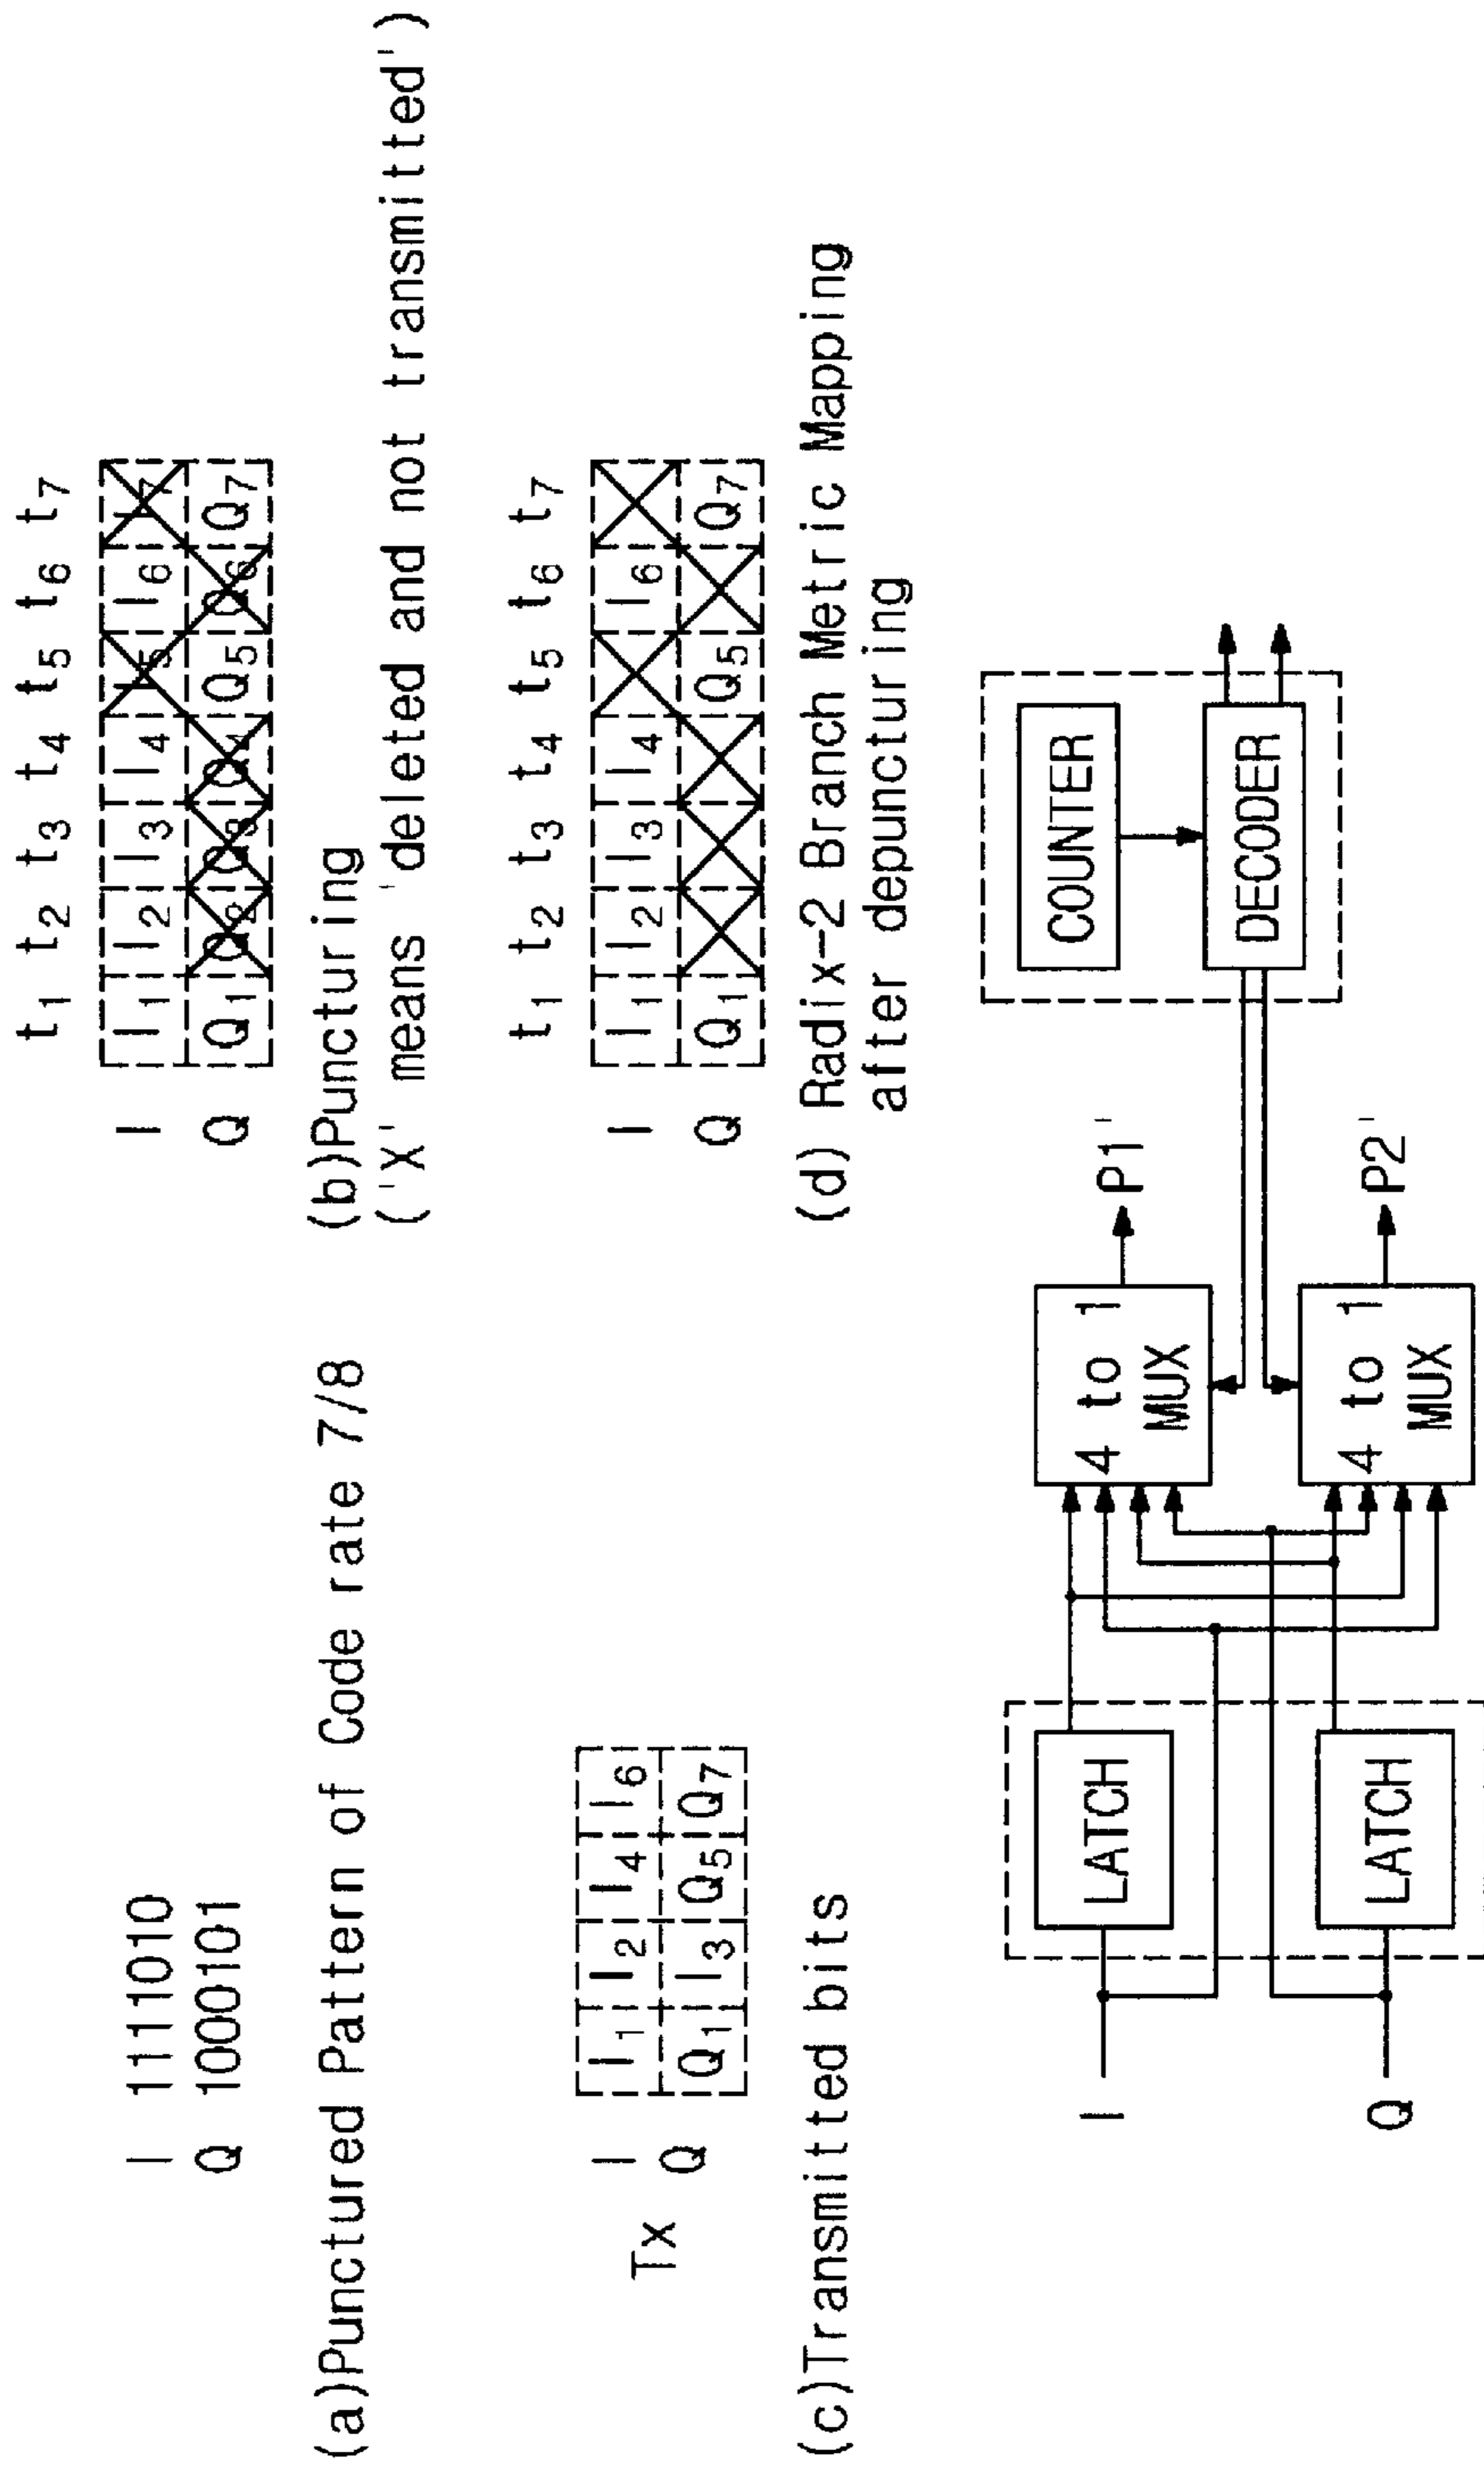 I 1111010
Q 1000101
(a)Punctured Pattern of Code rate 7/8
t1 t2 t3 t4 t5 t6 t7
I I1 I2 I3 I4 I5 I6 I7
Q Q1 Q2 Q3 Q4 Q5 Q6 Q7
(b)Puncturing
('X' means 'deleted and not transmitted')
Tx
I I1 I2 I4 I6
Q Q1 I3 Q5 Q7
(c)Transmitted bits
t1 t2 t3 t4 t5 t6 t7
I I1 I2 I3 I4 X I6 X
Q Q1 X X X Q5 X Q7
(d) Radix-2 Branch Metric Mapping
after depuncturing
I
LATCH
4 to 1
MUX
P1'
COUNTER
Q
LATCH
4 to 1
MUX
P2'
DECODER